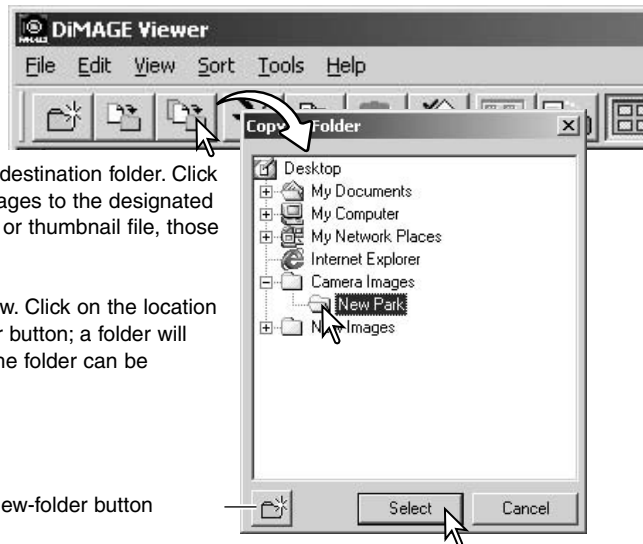 DiMAGE Viewer
File Edit View Sort Tools Help
Folder
destination folder. Click
ages to the designated
or thumbnail file, those
w. Click on the location
r button; a folder will
he folder can be
ew-folder button
Desktop
My Documents
My Computer
My Network Places
Internet Explorer
Camera Images
New Park
Images
Select Cancel